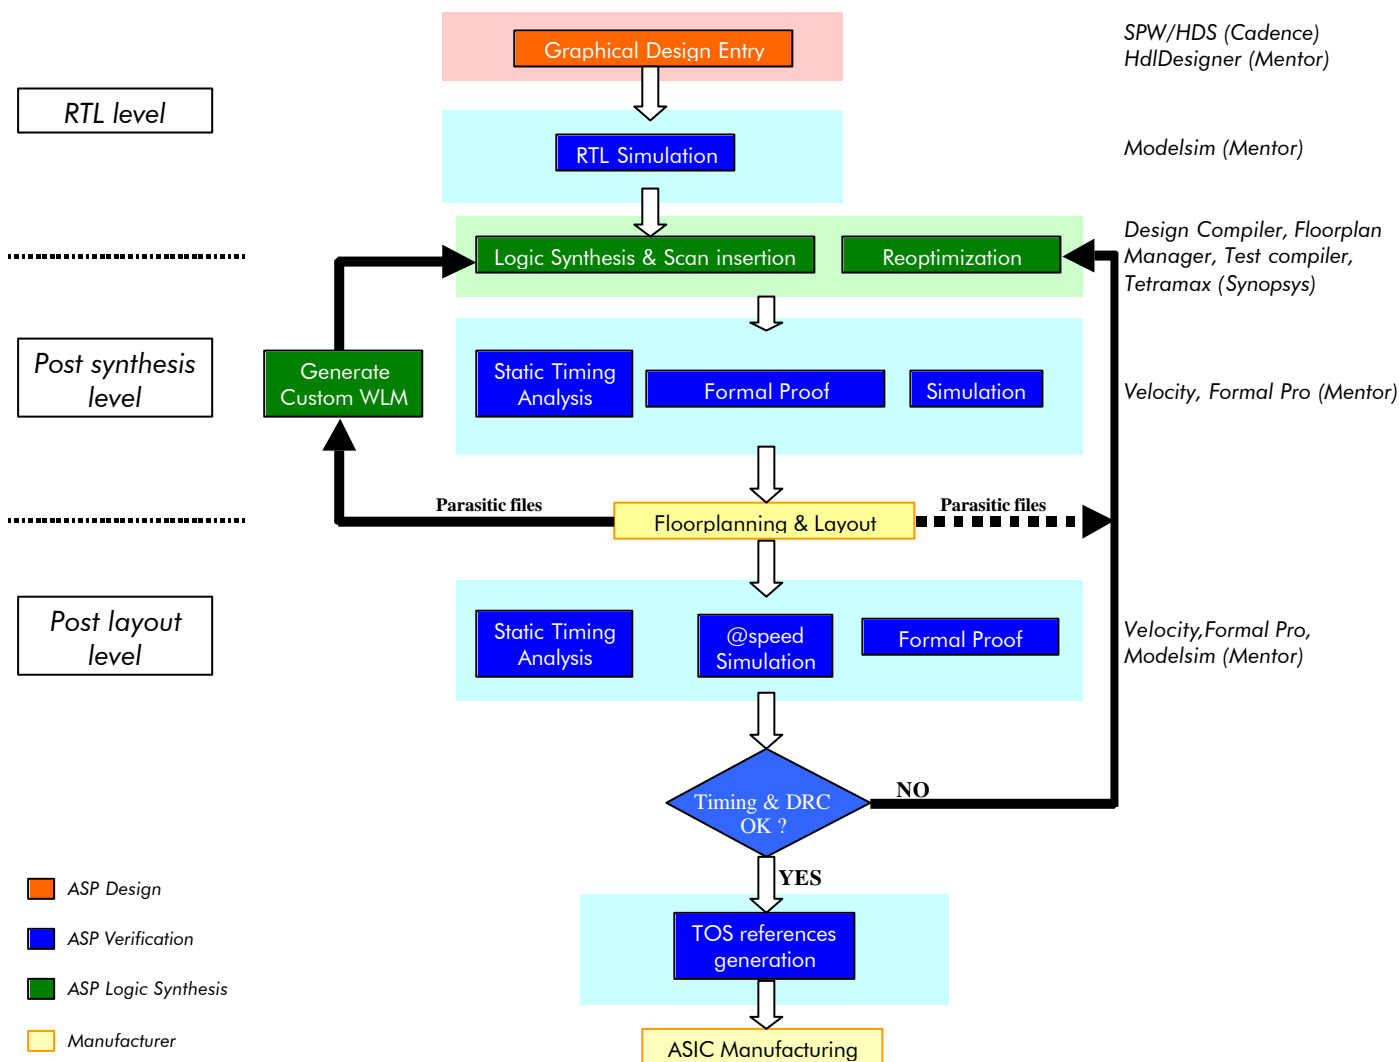 Graphical Design Entry
SPW/HDS (Cadence)
HdlDesigner (Mentor)
RTL level
RTL Simulation
Modelsim (Mentor)
Logic Synthesis & Scan insertion
Reoptimization
Design Compiler, Floorplan
Manager, Test compiler,
Tetramax (Synopsys)
Post synthesis
level
Generate
Custom WLM
Static Timing
Analysis
Formal Proof
Simulation
Velocity, Formal Pro (Mentor)
Parasitic files
Floorplanning & Layout
Parasitic files
Post layout
level
Static Timing
Analysis
@speed
Simulation
Formal Proof
Velocity,Formal Pro,
Modelsim (Mentor)
Timing & DRC
OK ?
NO
YES
TOS references
generation
ASIC Manufacturing
ASP Design
ASP Verification
ASP Logic Synthesis
Manufacturer